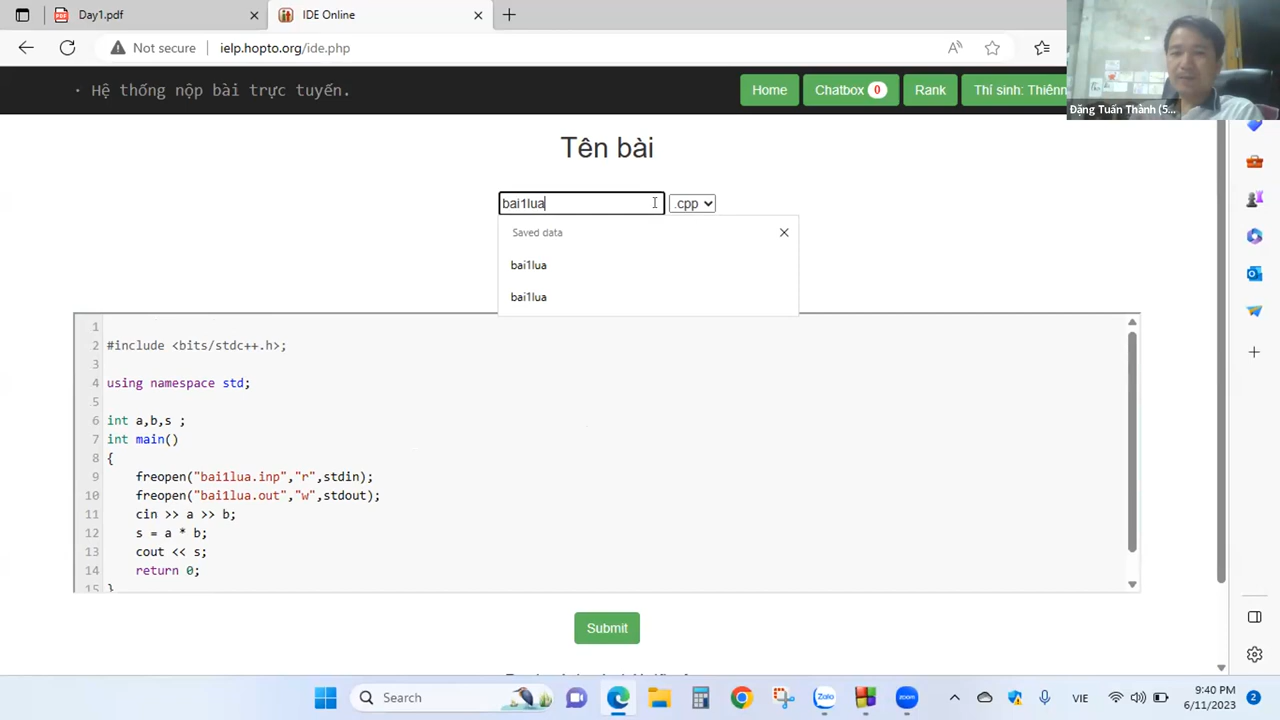 Day1.pdf
IDE Online
Not secure
ielp.hopto.org/ide.php
· Hệ thống nộp bài trực tuyến.
Home
Chatbox 0
Rank
Thí sinh: Thiênn
Đặng Tuấn Thành (5...
Tên bài
bai1lua
.cpp
Saved data
bai1lua
bai1lua
1
2 #include <bits/stdc++.h>;
3
4 using namespace std;
5
6 int a,b,s ;
7 int main()
8 {
9 freopen("bai1lua.inp","r",stdin);
10 freopen("bai1lua.out","w",stdout);
11 cin >> a >> b;
12 s = a * b;
13 cout << s;
14 return 0;
15 }
Submit
Search
VIE
9:40 PM
6/11/2023
2